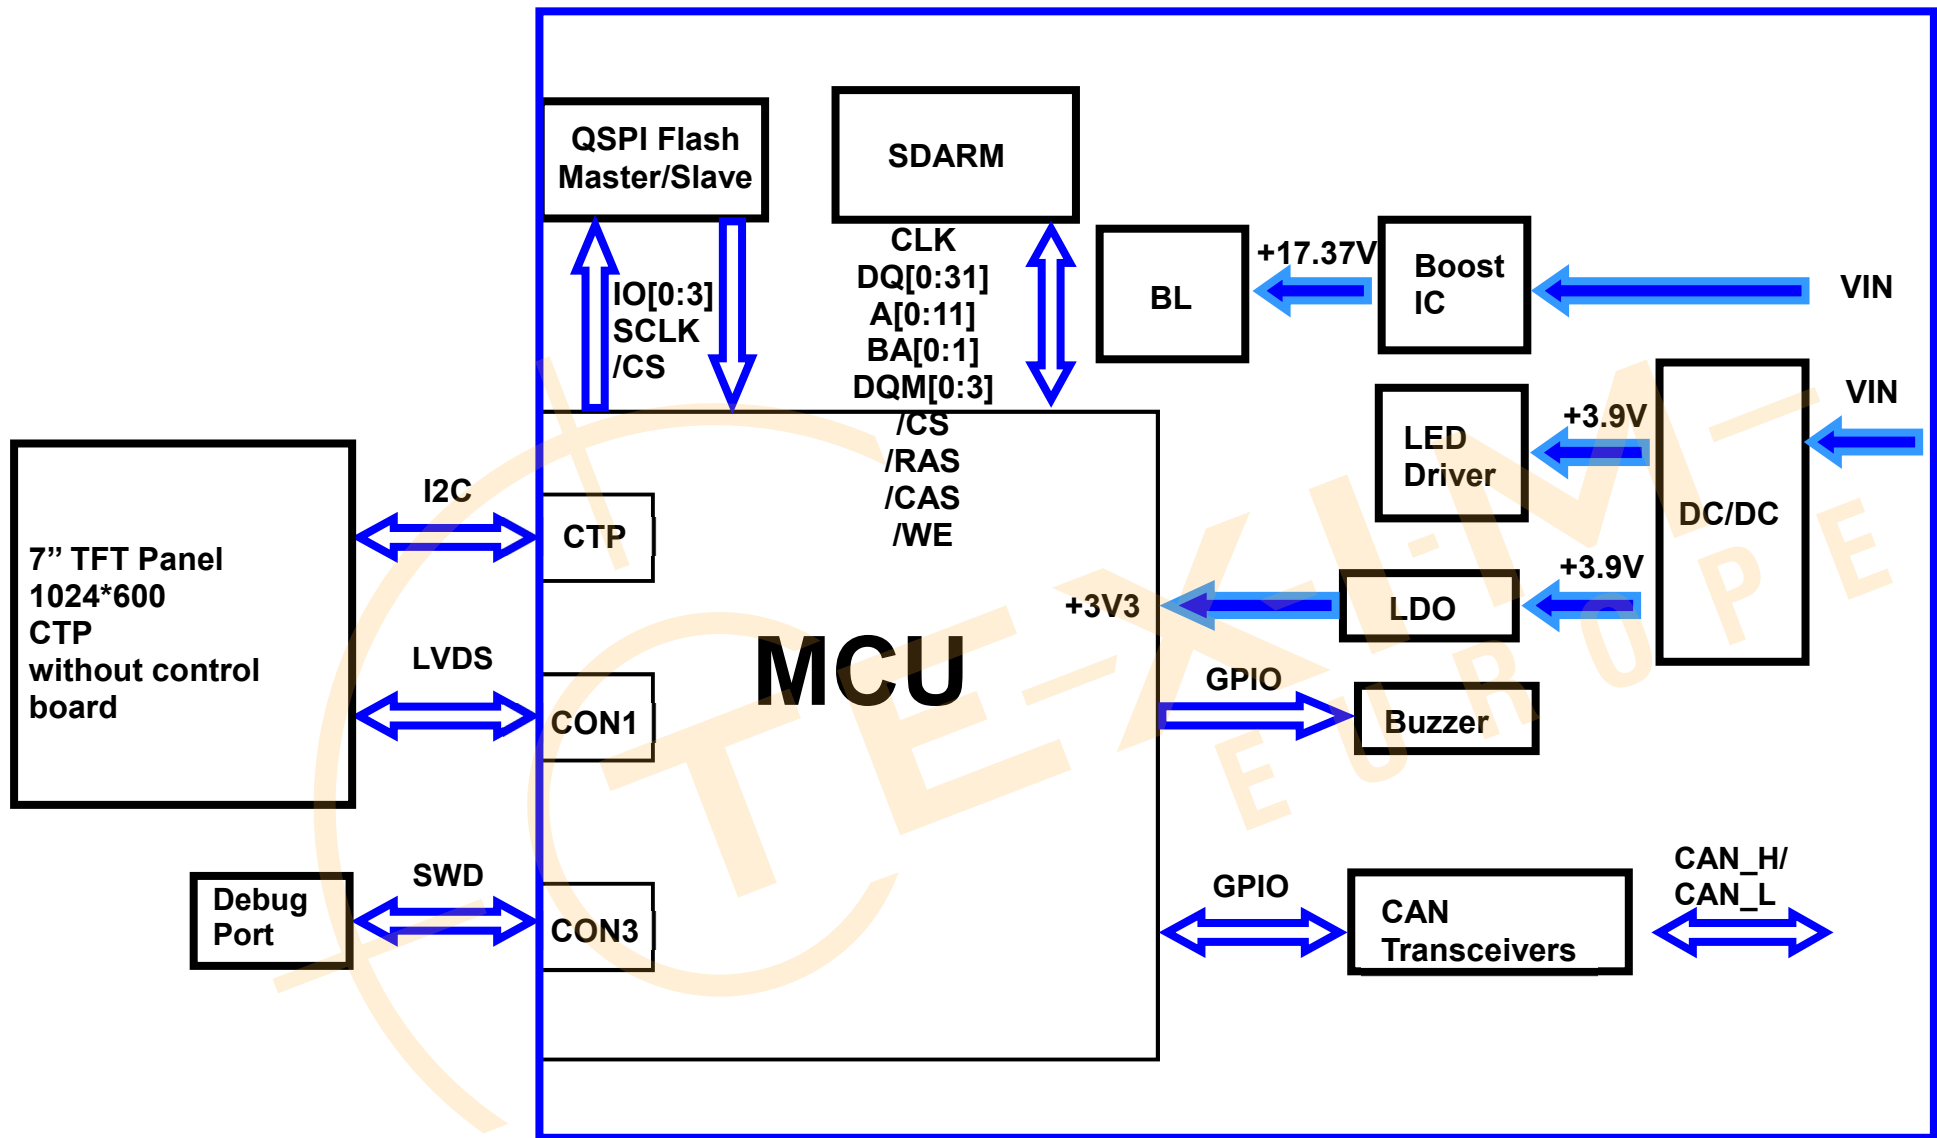 QSPI Flash
Master/Slave
SDARM
IO[0:3]
SCLK
/CS
CLK
DQ[0:31]
A[0:11]
BA[0:1]
DQM[0:3]
/CS
/RAS
/CAS
/WE
BL
+17.37V
Boost
IC
VIN
LED
Driver
+3.9V
DC/DC
VIN
7’’ TFT Panel
1024*600
CTP
without control
board
I2C
CTP
LVDS
CON1
MCU
+3V3
LDO
+3.9V
GPIO
Buzzer
Debug
Port
SWD
CON3
GPIO
CAN
Transceivers
CAN_H/
CAN_L
TEXIM
EUROPE